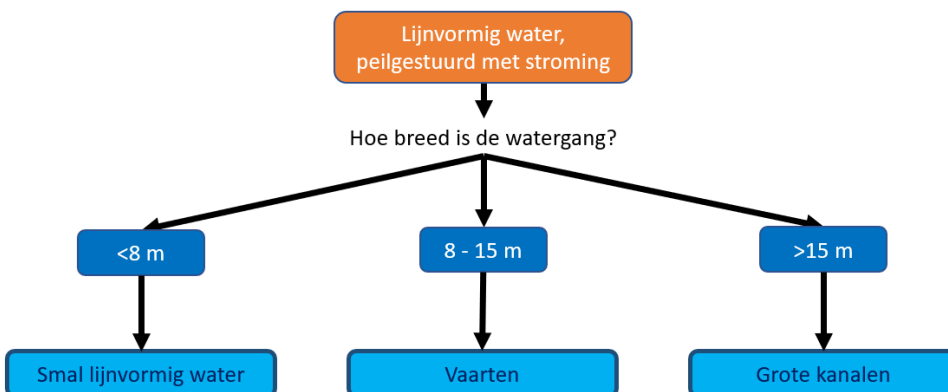 Lijnvormig water,
peilgestuurd met stroming
Hoe breed is de watergang?
<8 m
8 - 15 m
>15 m
Smal lijnvormig water
Vaarten
Grote kanalen